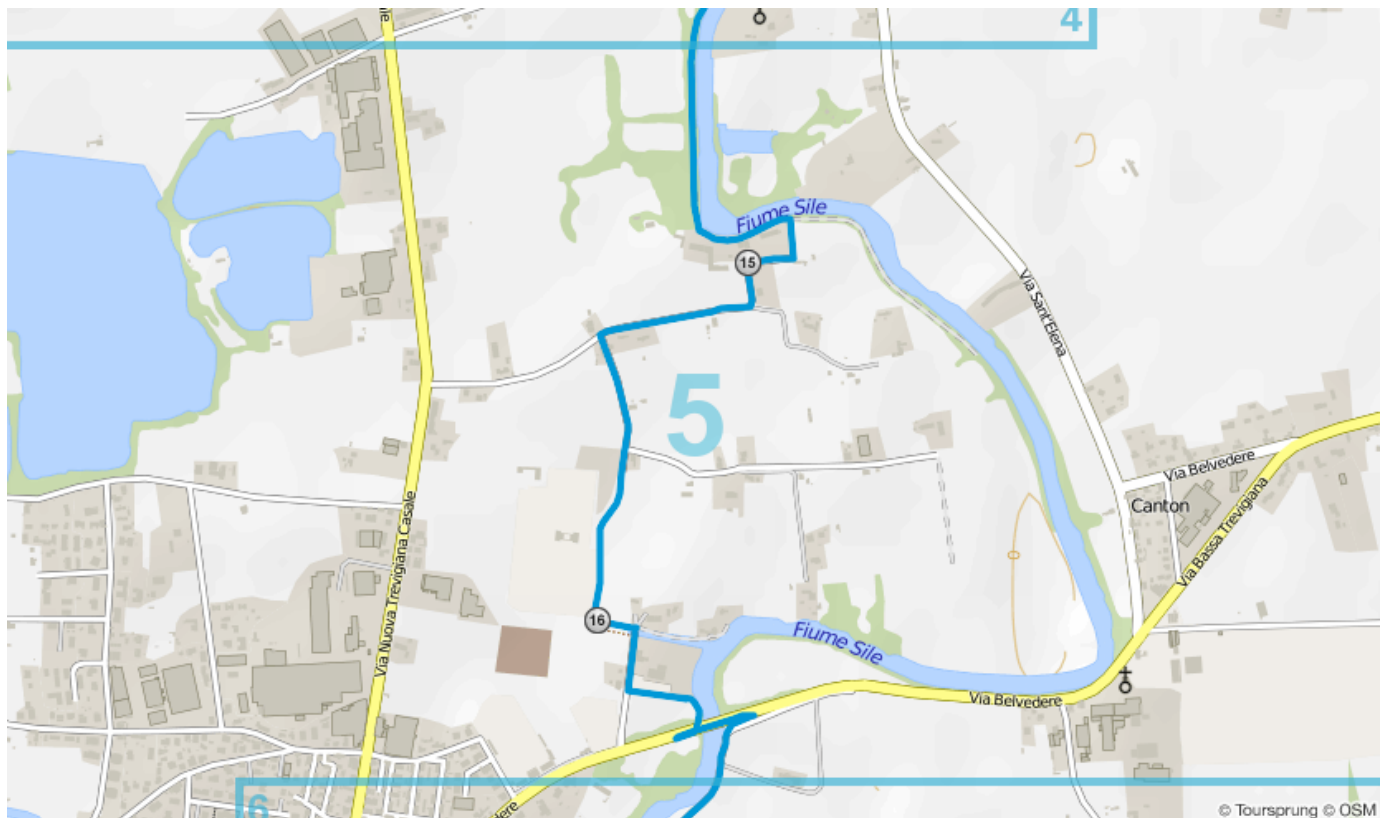 4
Fiume Sile
15
Via Sant'Elena
5
Via Belvedere
Canton
Via Bassa Trevigiana
Via Nuova Trevigiana Casale
16
Fiume Sile
Via Belvedere
6
© Toursprung © OSM